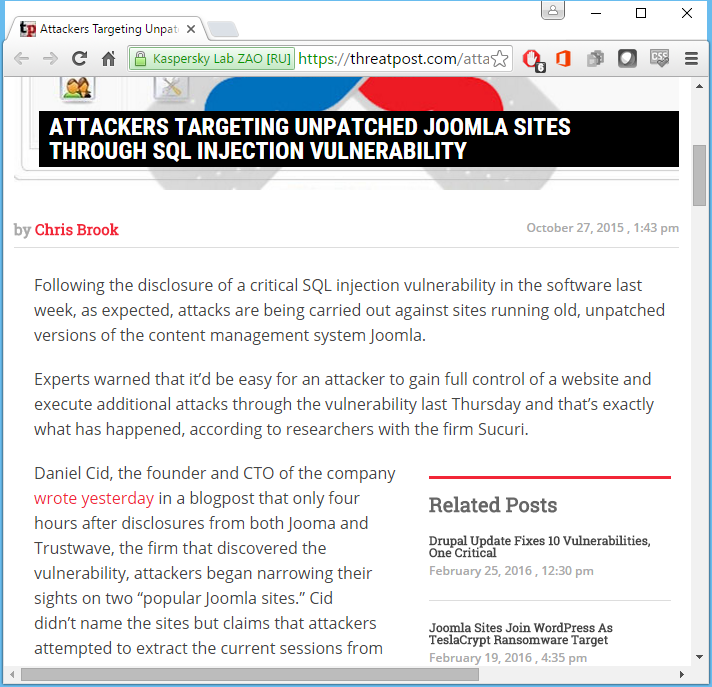 tp Attackers Targeting Unpat
Kaspersky Lab ZAO [RU] https://threatpost.com/atta
6
CSS
ATTACKERS TARGETING UNPATCHED JOOMLA SITES
THROUGH SQL INJECTION VULNERABILITY
by Chris Brook
October 27, 2015 , 1:43 pm
Following the disclosure of a critical SQL injection vulnerability in the software last
week, as expected, attacks are being carried out against sites running old, unpatched
versions of the content management system Joomla.
Experts warned that it’d be easy for an attacker to gain full control of a website and
execute additional attacks through the vulnerability last Thursday and that’s exactly
what has happened, according to researchers with the firm Sucuri.
Daniel Cid, the founder and CTO of the company
wrote yesterday in a blogpost that only four
hours after disclosures from both Jooma and
Trustwave, the firm that discovered the
vulnerability, attackers began narrowing their
sights on two “popular Joomla sites.” Cid
didn’t name the sites but claims that attackers
attempted to extract the current sessions from
Related Posts
Drupal Update Fixes 10 Vulnerabilities,
One Critical
February 25, 2016 , 12:30 pm
Joomla Sites Join WordPress As
TeslaCrypt Ransomware Target
February 19, 2016 , 4:35 pm